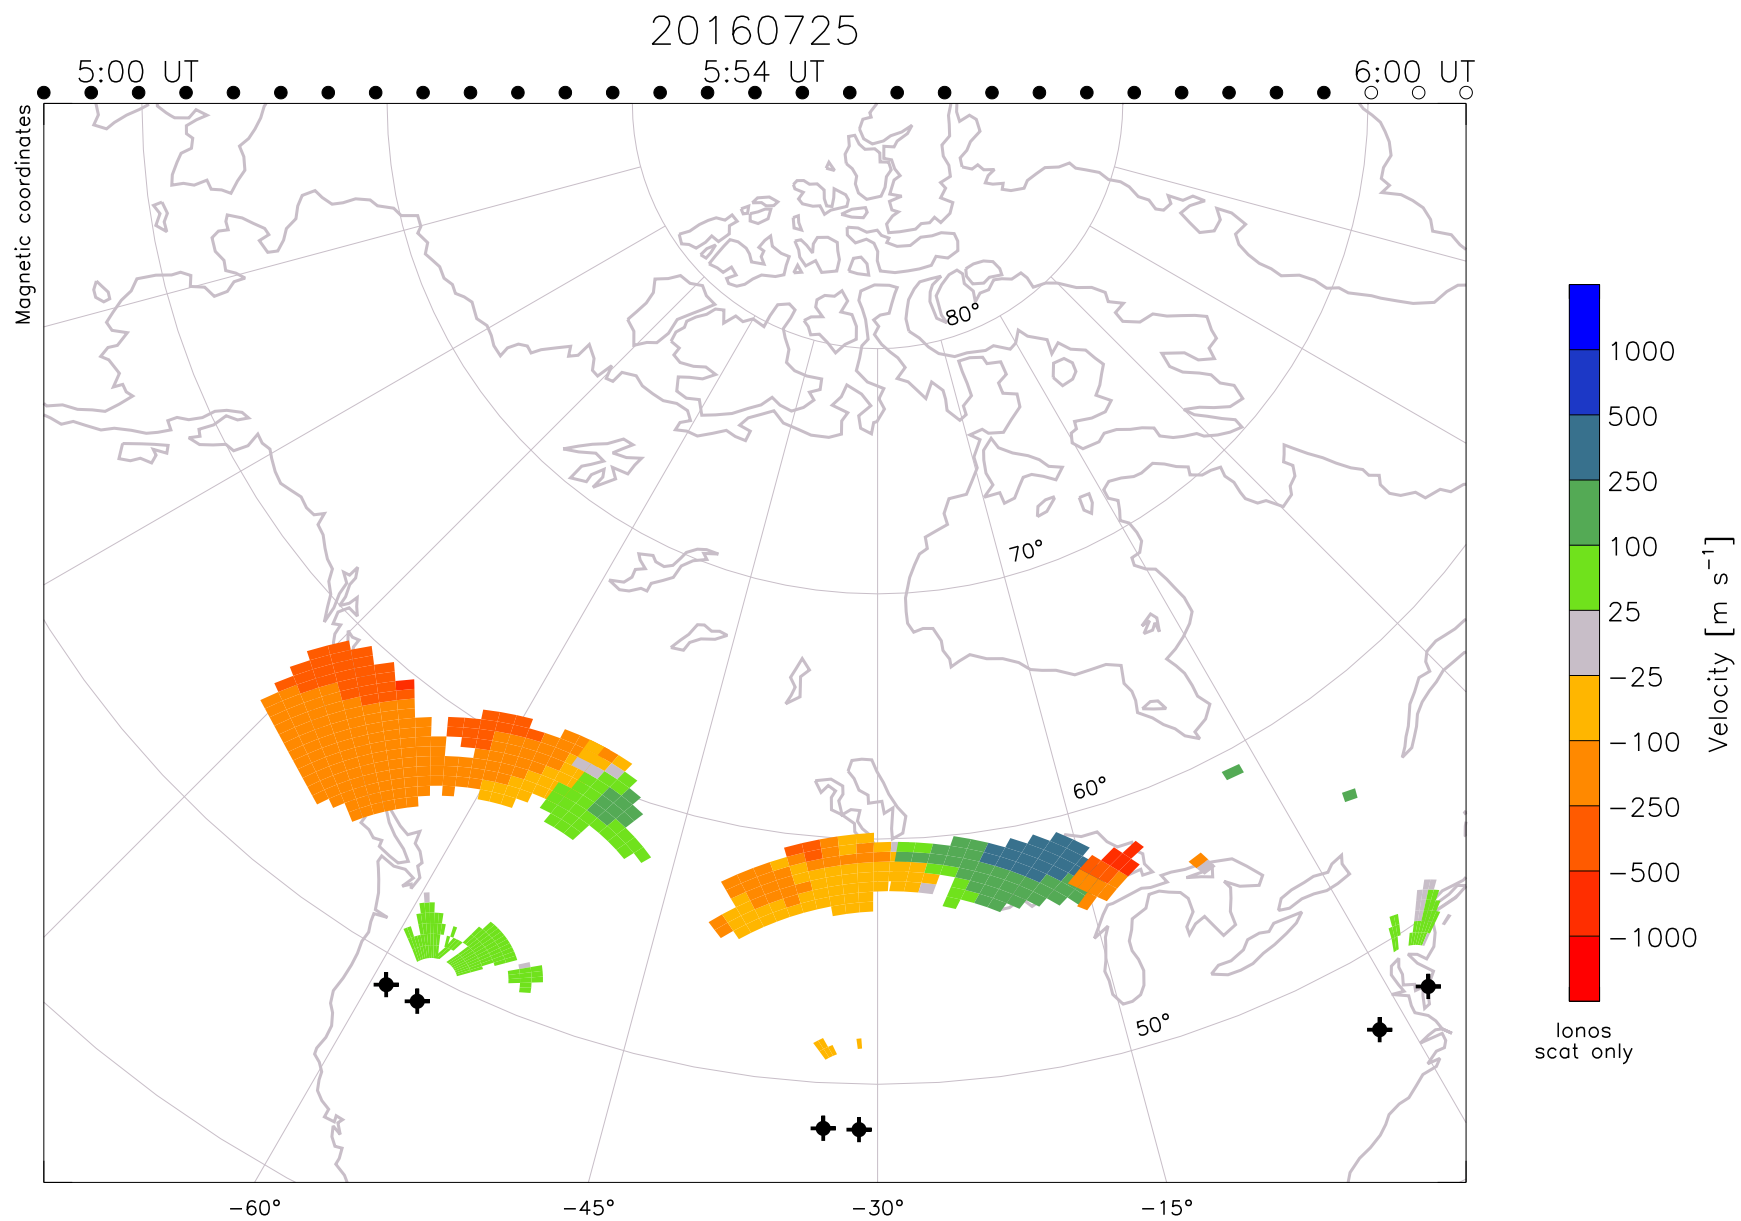 20160725
5:00 UT
5:54 UT
6:00 UT
Magnetic coordinates
80°
70°
60°
50°
1000
500
250
100
25
−25
−100
−250
−500
−1000
Velocity [m s⁻¹]
Ionos
scat only
−60°
−45°
−30°
−15°